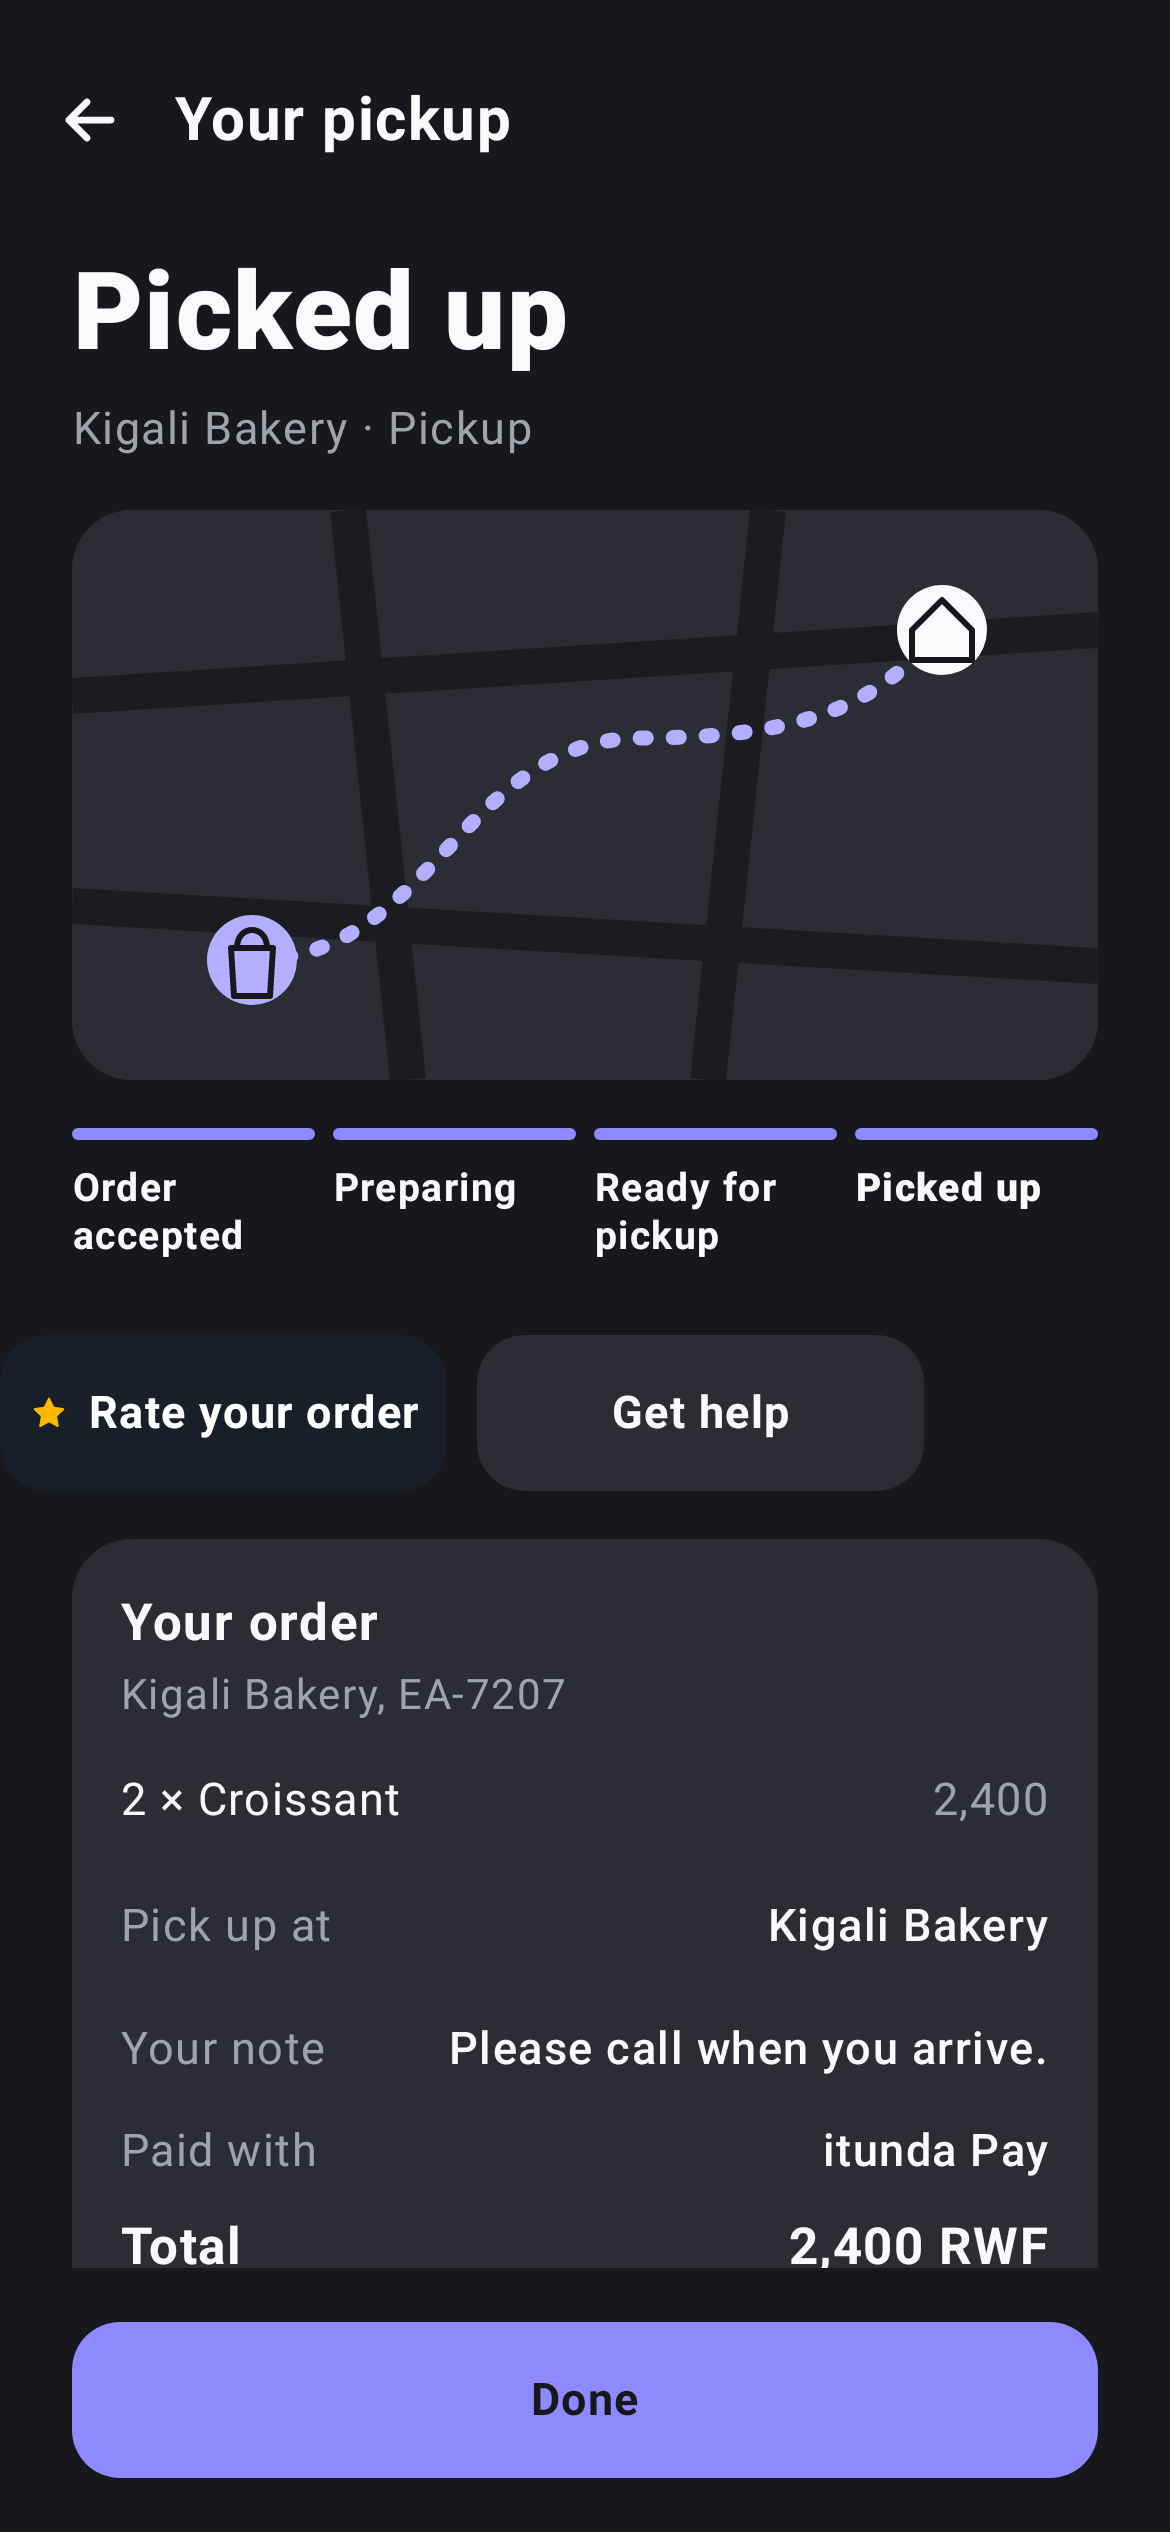 Your pickup
Picked up
Kigali Bakery · Pickup
Order accepted
Preparing
Ready for pickup
Picked up
Rate your order
Get help
Your order
Kigali Bakery, EA-7207
2 × Croissant 2,400
Pick up at Kigali Bakery
Your note Please call when you arrive.
Paid with itunda Pay
Total 2,400 RWF
Done